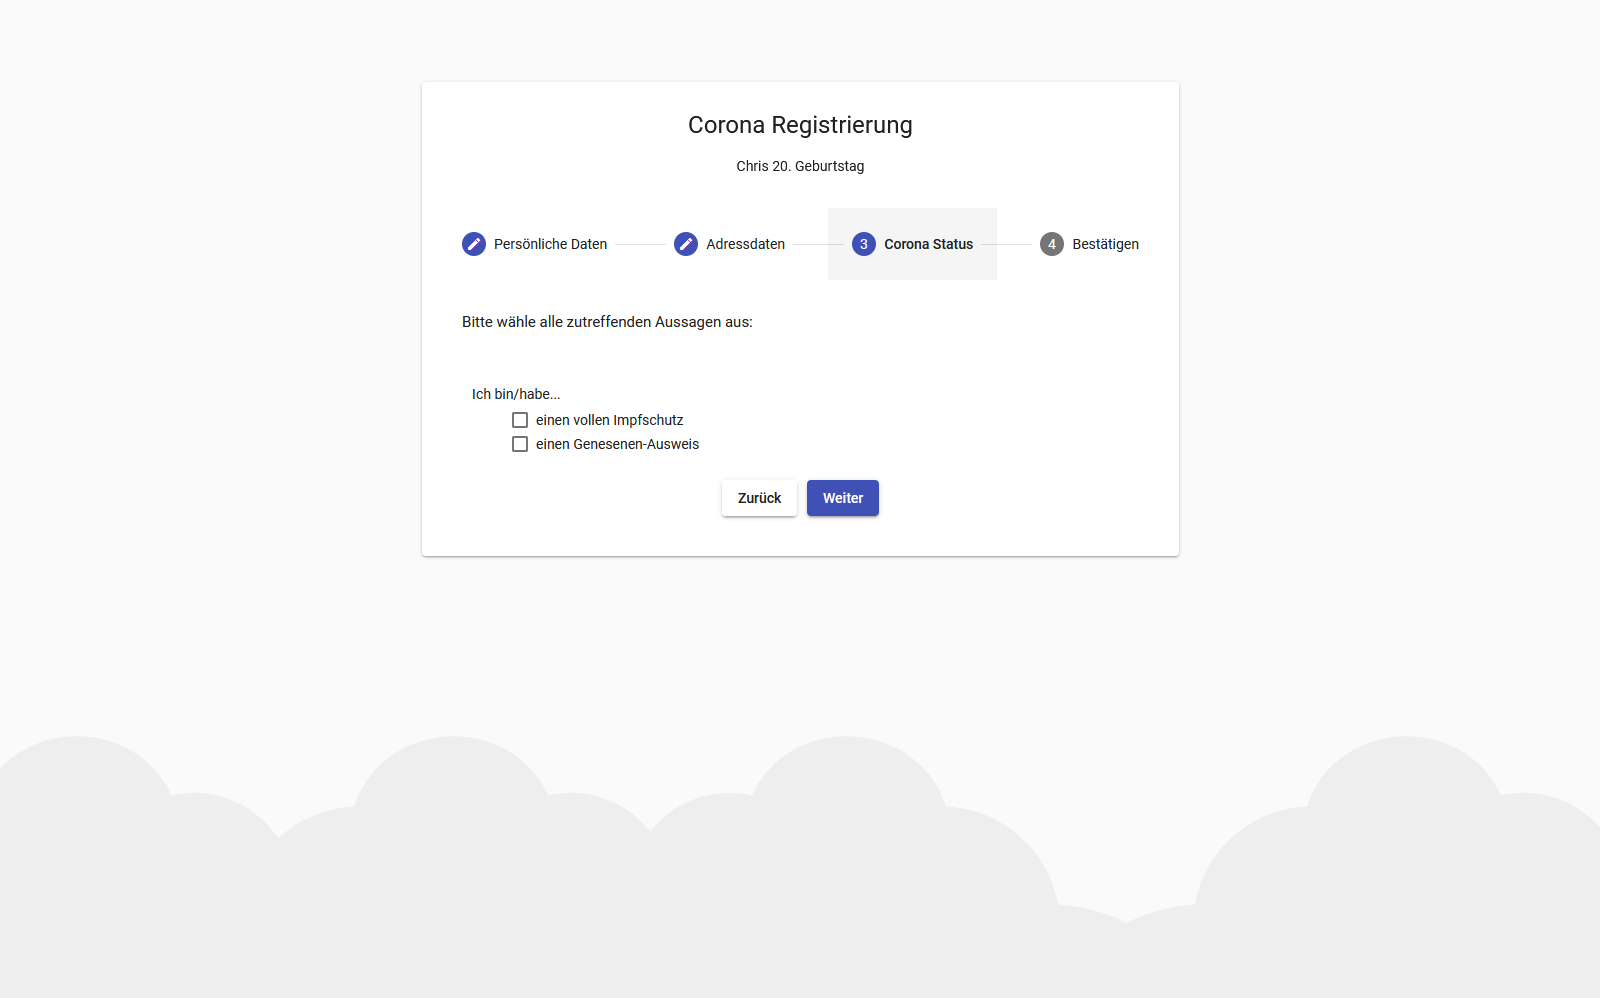 Corona Registrierung
Chris 20. Geburtstag
Persönliche Daten
Adressdaten
3 Corona Status
4 Bestätigen
Bitte wähle alle zutreffenden Aussagen aus:
Ich bin/habe...
einen vollen Impfschutz
einen Genesenen-Ausweis
Zurück
Weiter